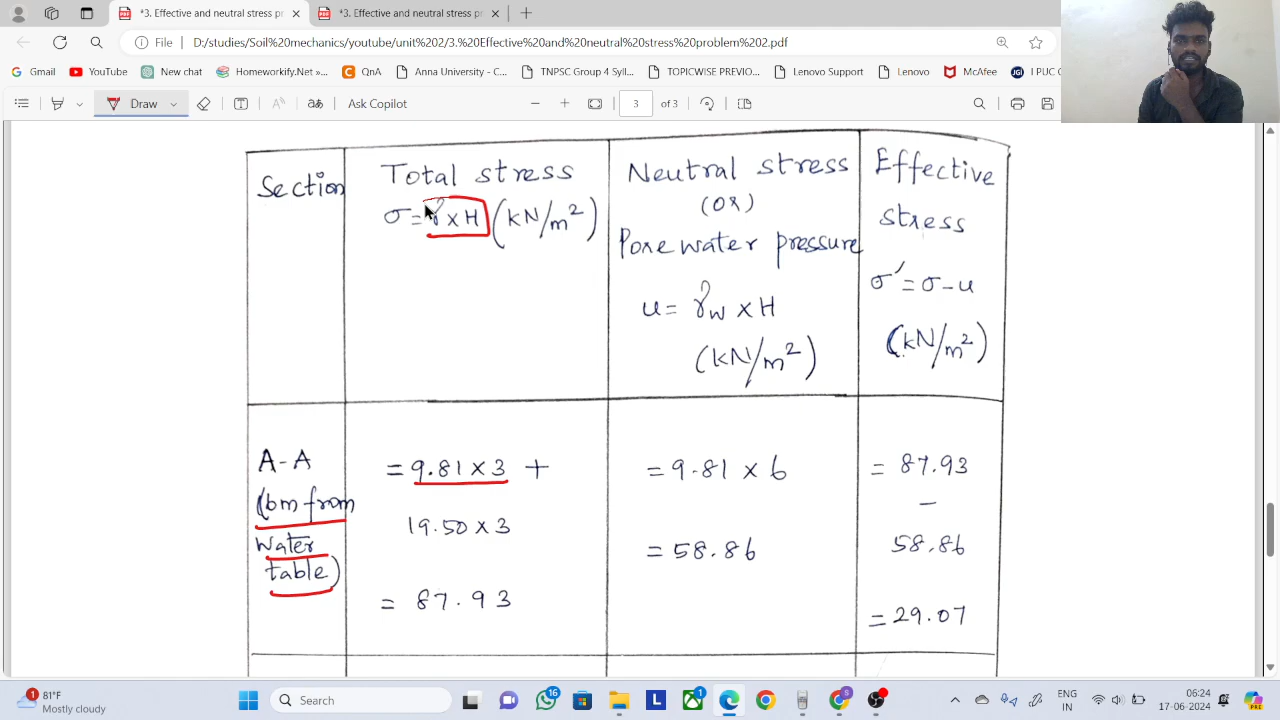 *3. Effective and neutral stress pr
*3. Effective and neutral stress pr
File
D:/studies/Soil%20mechanics/university/unit%202/3.%20effective%20and%20neutral%20stress%20problem%202.pdf
Gmail
YouTube
New chat
Homeworkify.Net »...
QnA
Anna University...
TNPSC Group 4 Syll...
TOPICWISE PREVIO...
Lenovo Support
Lenovo
McAfee
I PUC C
Draw
Ask Copilot
3
of 3
Section
Total stress
σ = γ × H (kN/m²)
Neutral stress
(OR)
Pore water pressure
u = γw × H
(kN/m²)
Effective
stress
σ' = σ - u
(kN/m²)
A-A
(6m from
Water
table)
= 9.81 × 3 +
19.50 × 3
= 87.93
= 9.81 × 6
= 58.86
= 87.93
-
58.86
= 29.07
81°F
Mostly cloudy
Search
ENG
IN
06:24
17-06-2024